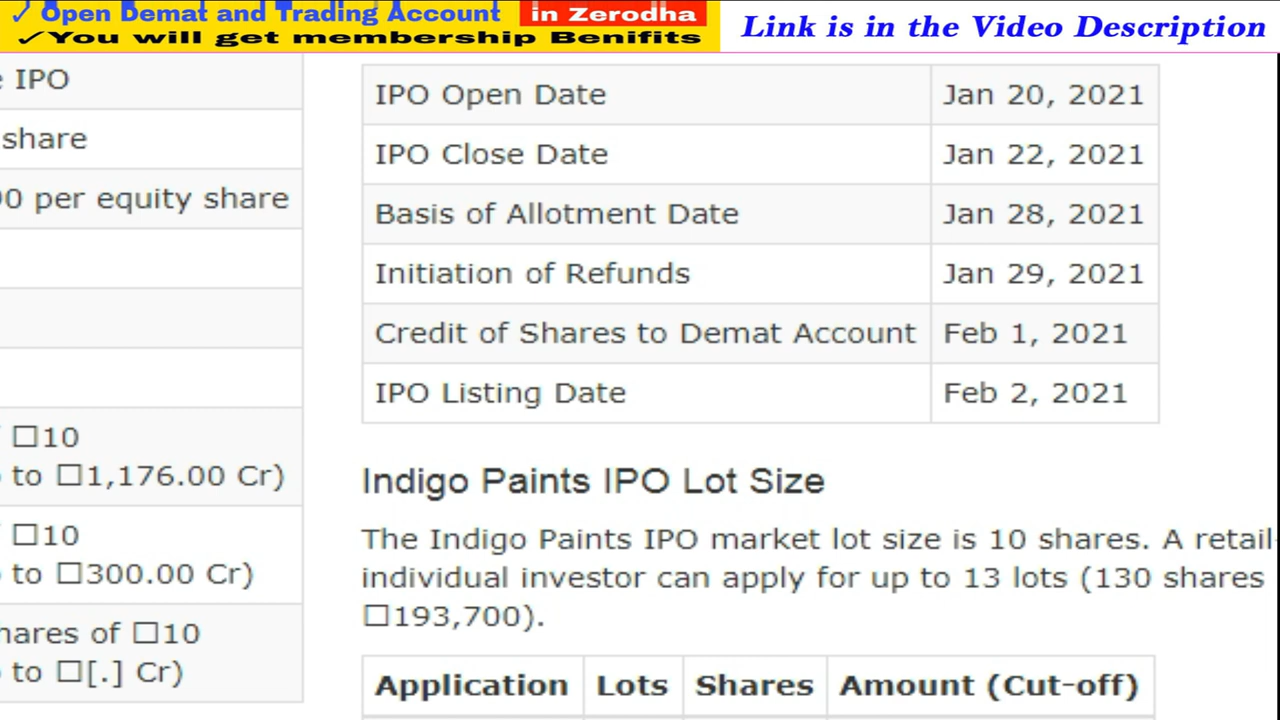 ✓ Open Demat and Trading Account in Zerodha
✓You will get membership Benifits
Link is in the Video Description
IPO
share
per equity share
□10
to □1,176.00 Cr)
□10
to □300.00 Cr)
of □10
to □[.] Cr)
IPO Open Date Jan 20, 2021
IPO Close Date Jan 22, 2021
Basis of Allotment Date Jan 28, 2021
Initiation of Refunds Jan 29, 2021
Credit of Shares to Demat Account Feb 1, 2021
IPO Listing Date Feb 2, 2021
Indigo Paints IPO Lot Size
The Indigo Paints IPO market lot size is 10 shares. A retail-
individual investor can apply for up to 13 lots (130 shares
□193,700).
Application Lots Shares Amount (Cut-off)